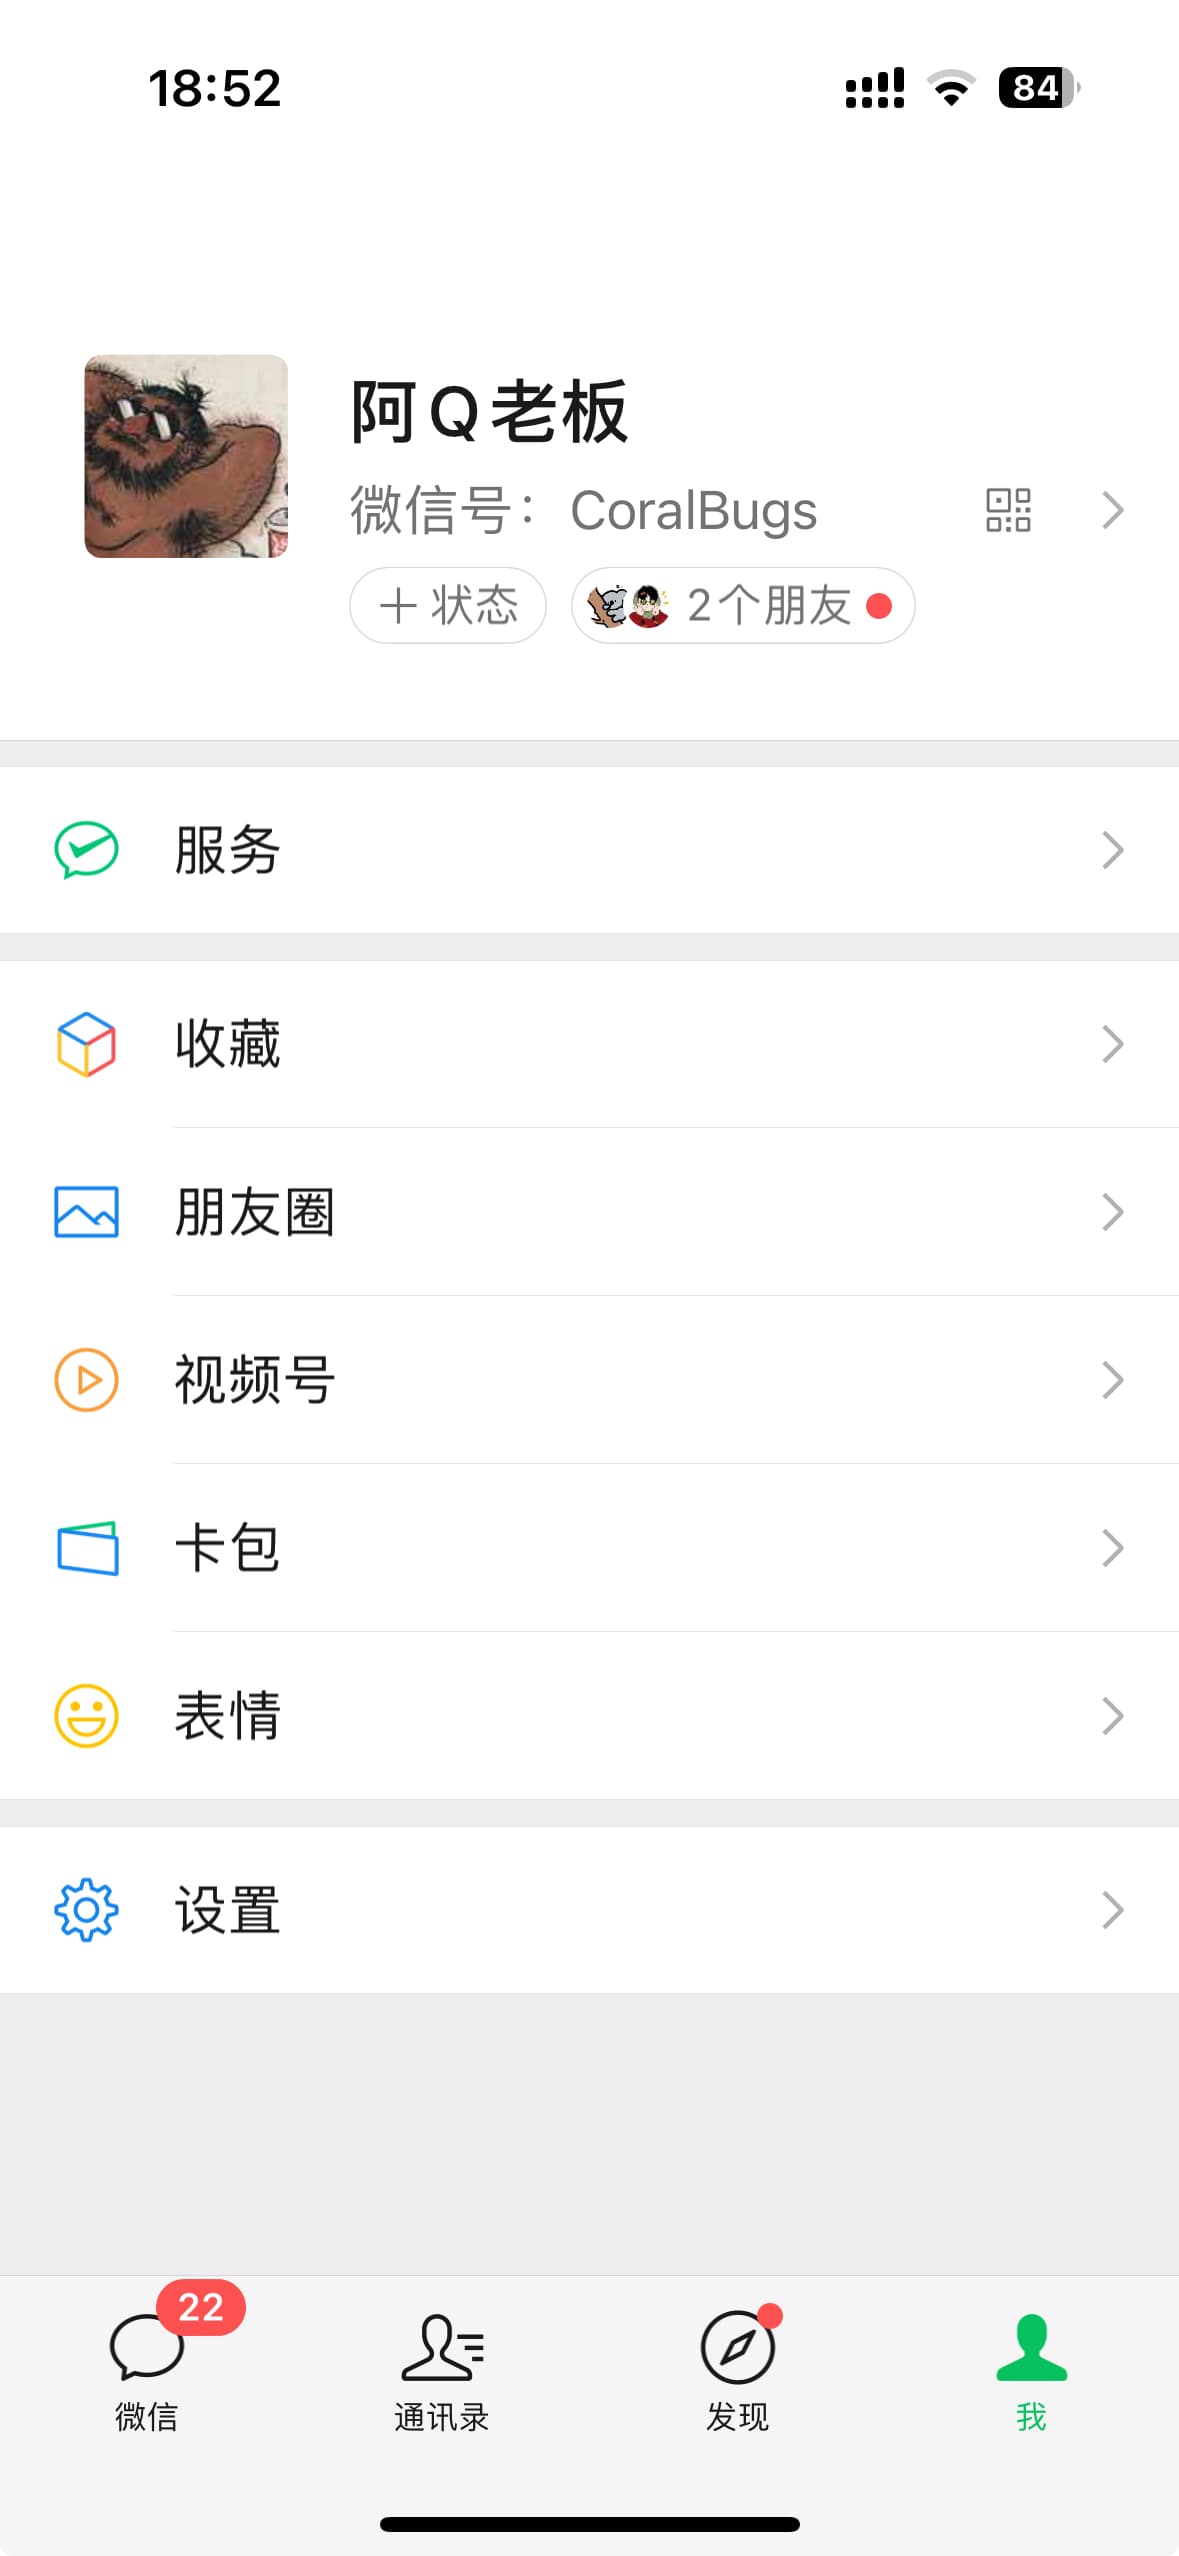 18:52
84
阿Q老板
微信号：CoralBugs
+ 状态
2个朋友
服务
收藏
朋友圈
视频号
卡包
表情
设置
22
微信
通讯录
发现
我